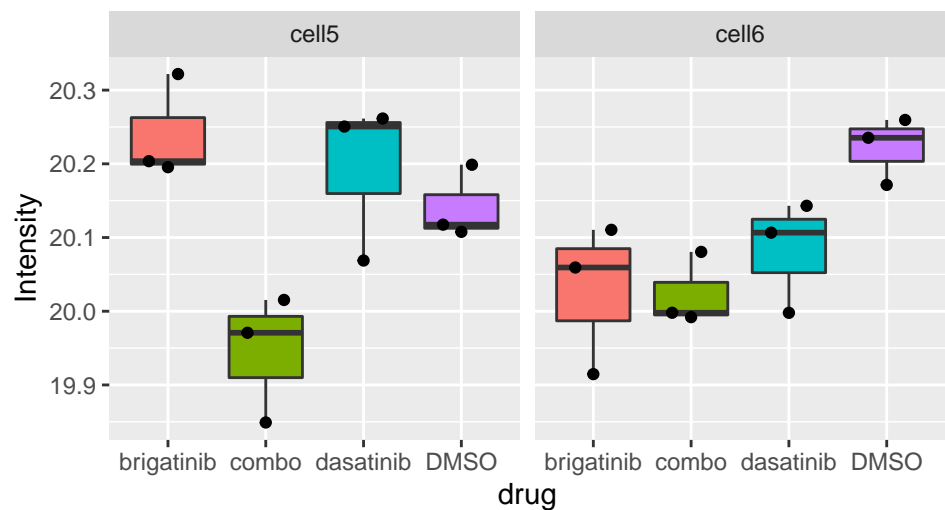 cell5
cell6
20.3
20.2
20.1
20.0
19.9
Intensity
brigatinib combo dasatinib DMSO
brigatinib combo dasatinib DMSO
drug